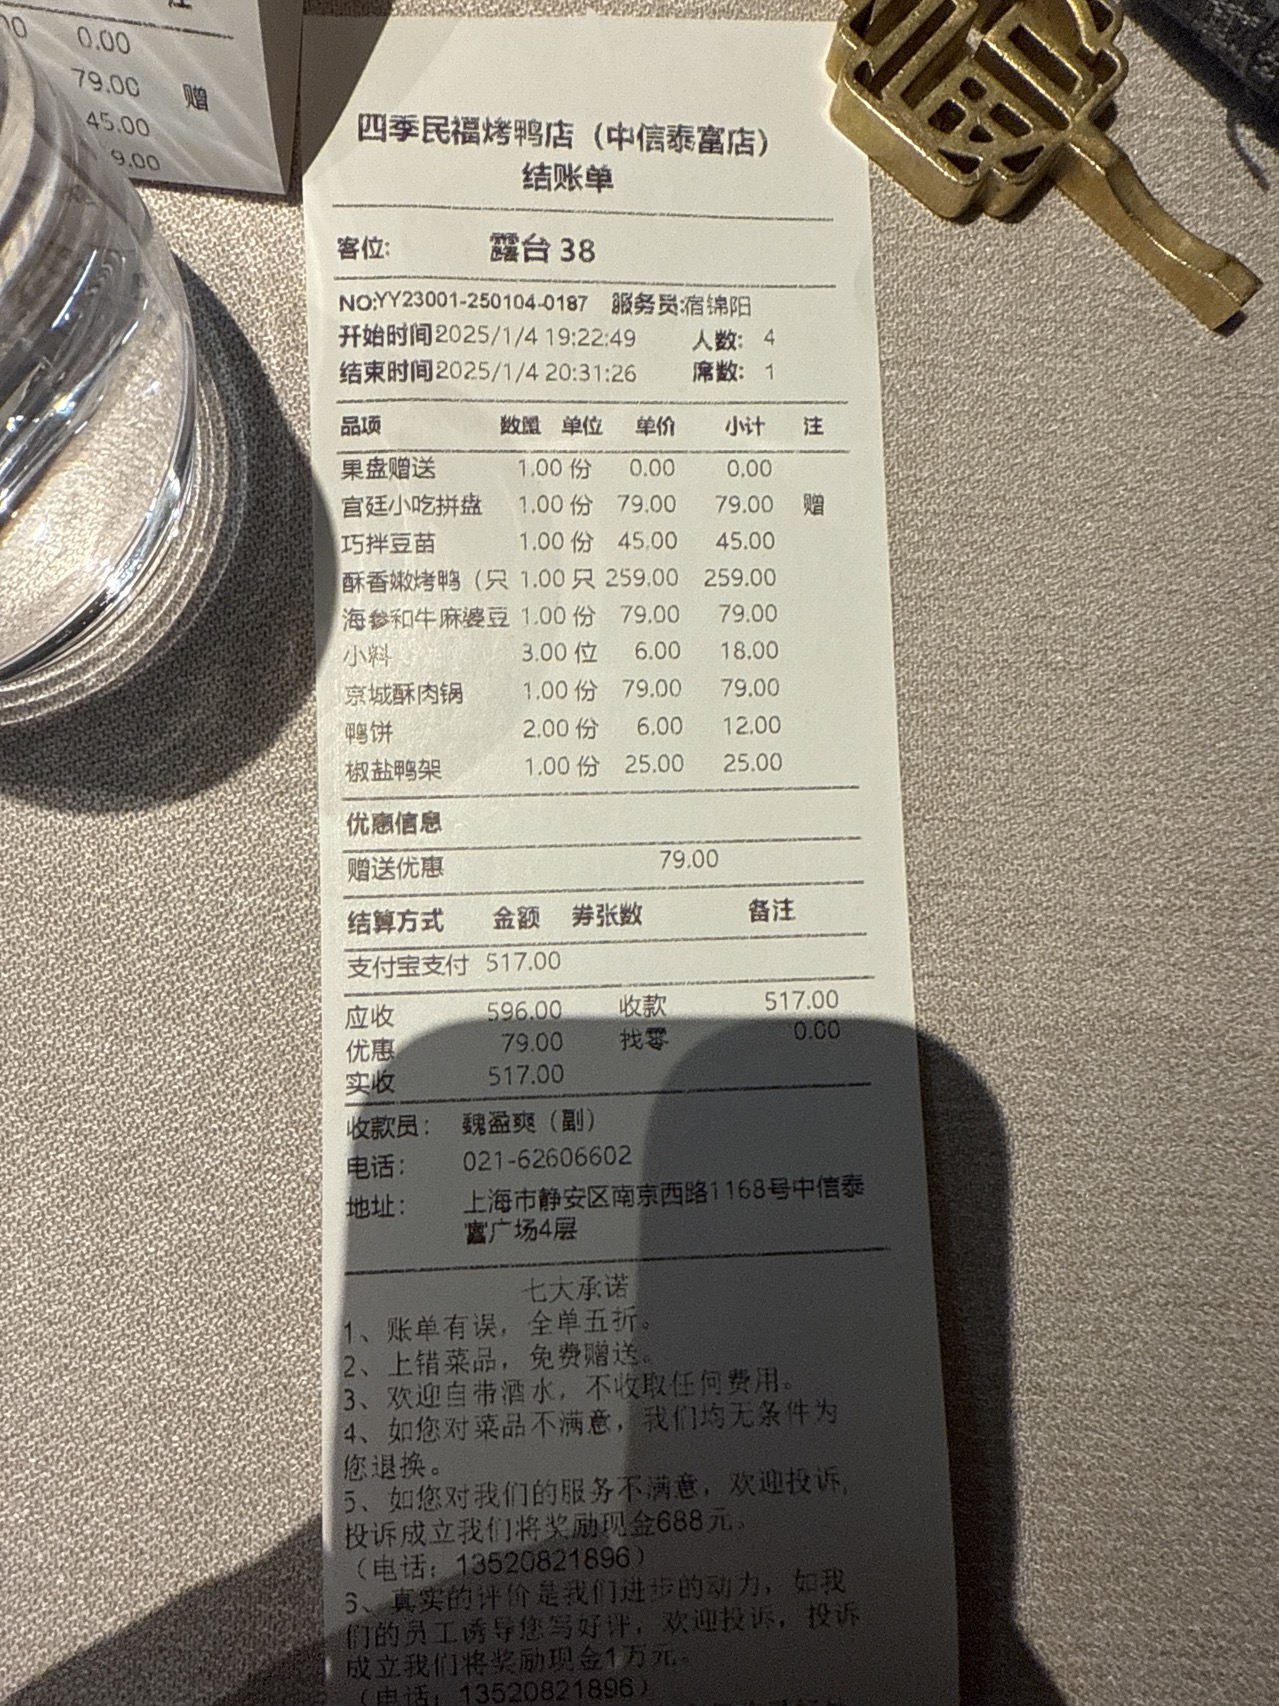 注
0.00
79.00 赠
45.00
9.00
福
四季民福烤鸭店（中信泰富店）
结账单
客位: 露台 38
NO:YY23001-250104-0187 服务员:宿锦阳
开始时间2025/1/4 19:22:49 人数: 4
结束时间2025/1/4 20:31:26 席数: 1
品项 数量 单位 单价 小计 注
果盘赠送 1.00 份 0.00 0.00
宫廷小吃拼盘 1.00 份 79.00 79.00 赠
巧拌豆苗 1.00 份 45.00 45.00
酥香嫩烤鸭（只 1.00 只 259.00 259.00
海参和牛麻婆豆 1.00 份 79.00 79.00
小料 3.00 位 6.00 18.00
京城酥肉锅 1.00 份 79.00 79.00
鸭饼 2.00 份 6.00 12.00
椒盐鸭架 1.00 份 25.00 25.00
优惠信息
赠送优惠 79.00
结算方式 金额 券张数 备注
支付宝支付 517.00
应收 596.00 收款 517.00
优惠 79.00 找零 0.00
实收 517.00
收款员： 魏盈爽（副）
电话： 021-62606602
地址： 上海市静安区南京西路1168号中信泰
富广场4层
七大承诺
1、账单有误，全单五折。
2、上错菜品，免费赠送。
3、欢迎自带酒水，不收取任何费用。
4、如您对菜品不满意，我们均无条件为
您退换。
5、如您对我们的服务不满意，欢迎投诉,
投诉成立我们将奖励现金688元。
（电话：13520821896）
6、真实的评价是我们进步的动力，如我
们的员工诱导您写好评，欢迎投诉，投诉
成立我们将奖励现金1万元。
（电话：13520821896）